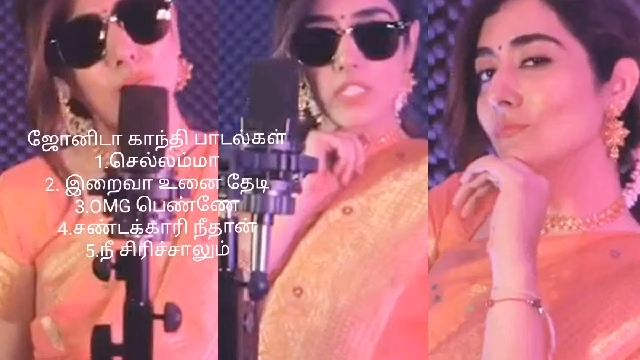 ஜோனிடா காந்தி பாடல்கள்
1.செல்லம்மா
2. இறைவா உனை தேடி
3.OMG பெண்ணே
4.சண்டக்காரி நீதான்
5.நீ சிரிச்சாலும்